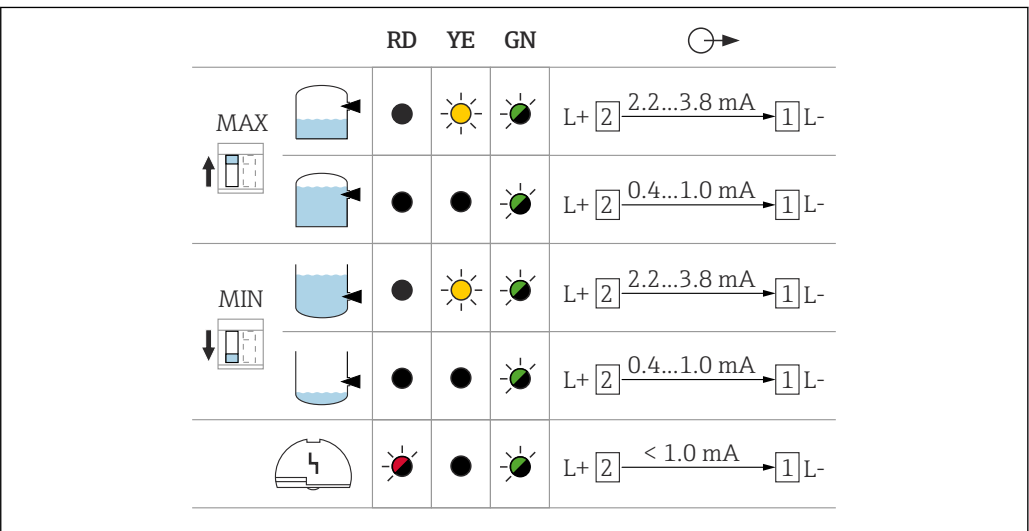 RD YE GN
MAX
L+ 2 2.2...3.8 mA 1 L-
L+ 2 0.4...1.0 mA 1 L-
MIN
L+ 2 2.2...3.8 mA 1 L-
L+ 2 0.4...1.0 mA 1 L-
L+ 2 < 1.0 mA 1 L-